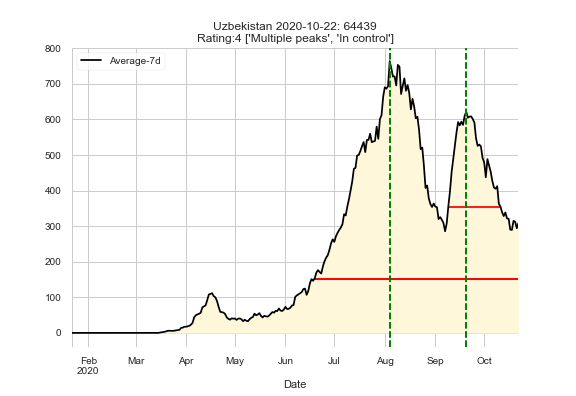 Uzbekistan 2020-10-22: 64439
Rating:4 ['Multiple peaks', 'In control']
800
700
600
500
400
300
200
100
0
Average-7d
Feb
2020
Mar
Apr
May
Jun
Jul
Aug
Sep
Oct
Date